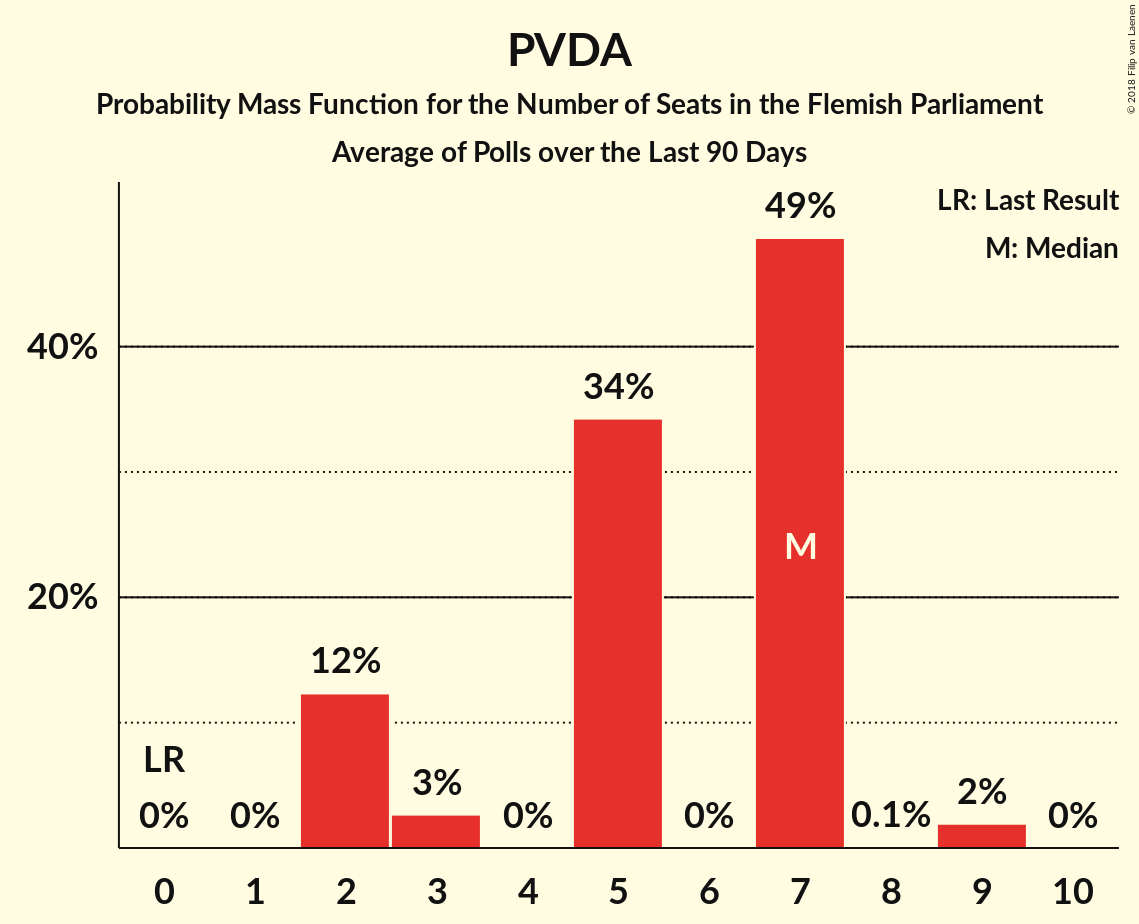 PVDA
Probability Mass Function for the Number of Seats in the Flemish Parliament
Average of Polls over the Last 90 Days
© 2018 Filip van Laenen
LR: Last Result
M: Median
40%
20%
LR
0%
0%
12%
3%
0%
34%
0%
49%
M
0.1%
2%
0%
0 1 2 3 4 5 6 7 8 9 10